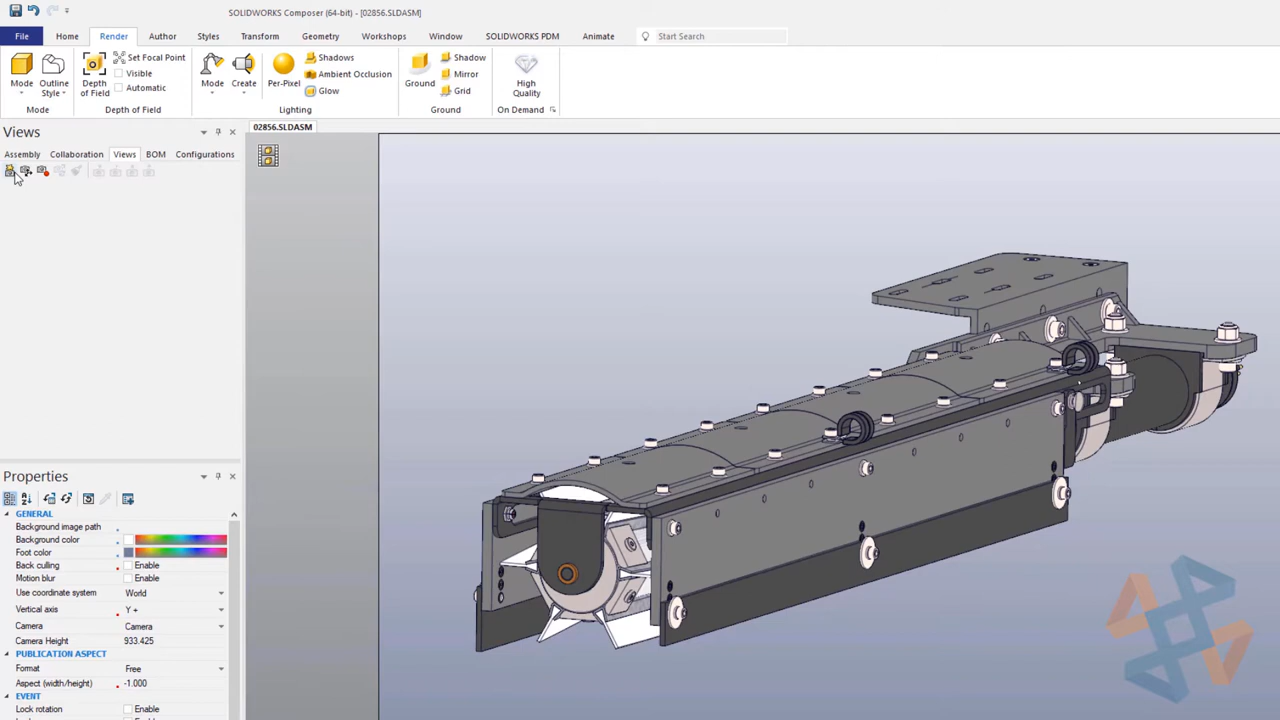 SOLIDWORKS Composer (64-bit) - [02856.SLDASM]
File Home Render Author Styles Transform Geometry Workshops Window SOLIDWORKS PDM Animate Start Search
Mode Outline Style Depth of Field Set Focal Point Visible Automatic Mode Create Per-Pixel Shadows Ambient Occlusion Glow Ground Shadow Mirror Grid High Quality
Mode Depth of Field Lighting Ground On Demand
Views
02856.SLDASM
Assembly Collaboration Views BOM Configurations
Properties
GENERAL
Background image path
Background color
Foot color
Back culling Enable
Motion blur Enable
Use coordinate system World
Vertical axis Y +
Camera Camera
Camera Height 933.425
PUBLICATION ASPECT
Format Free
Aspect (width/height) -1.000
EVENT
Lock rotation Enable